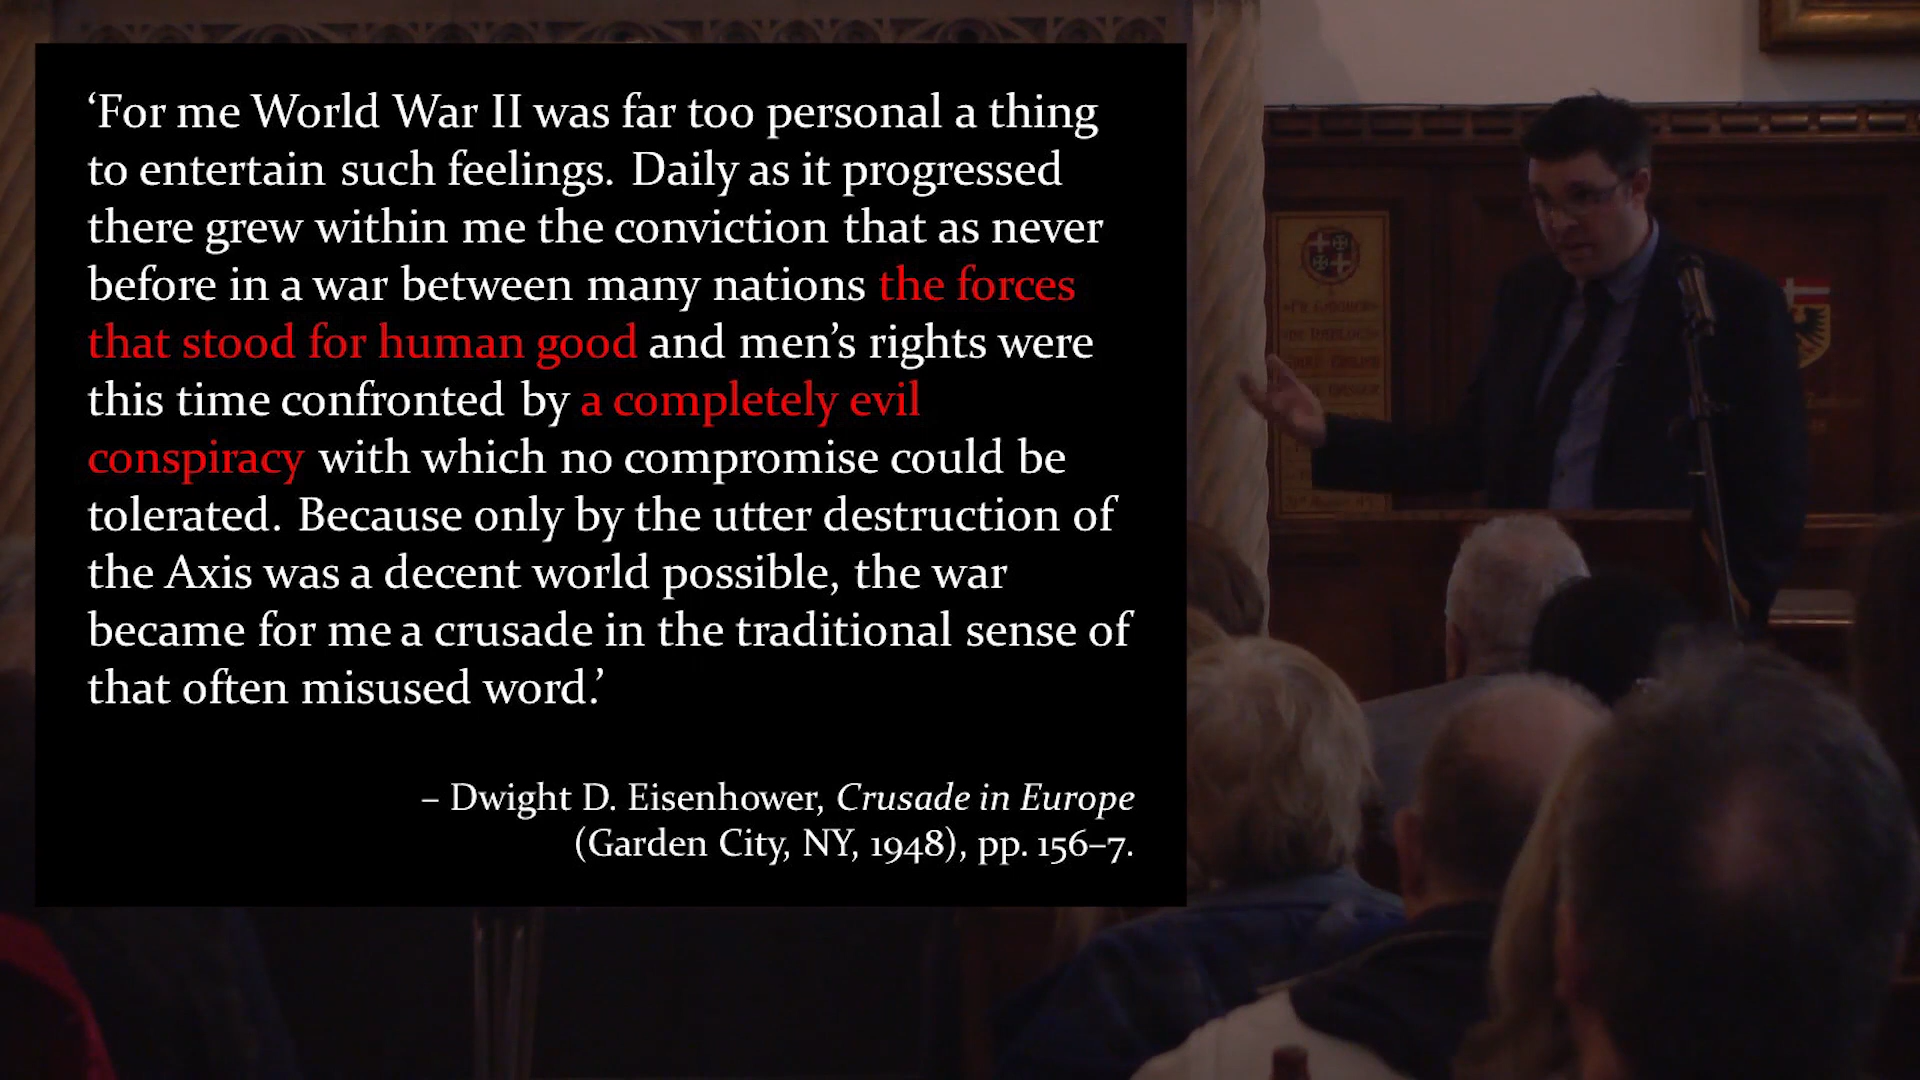 ‘For me World War II was far too personal a thing
to entertain such feelings. Daily as it progressed
there grew within me the conviction that as never
before in a war between many nations the forces
that stood for human good and men’s rights were
this time confronted by a completely evil
conspiracy with which no compromise could be
tolerated. Because only by the utter destruction of
the Axis was a decent world possible, the war
became for me a crusade in the traditional sense of
that often misused word.’
– Dwight D. Eisenhower, Crusade in Europe
(Garden City, NY, 1948), pp. 156–7.